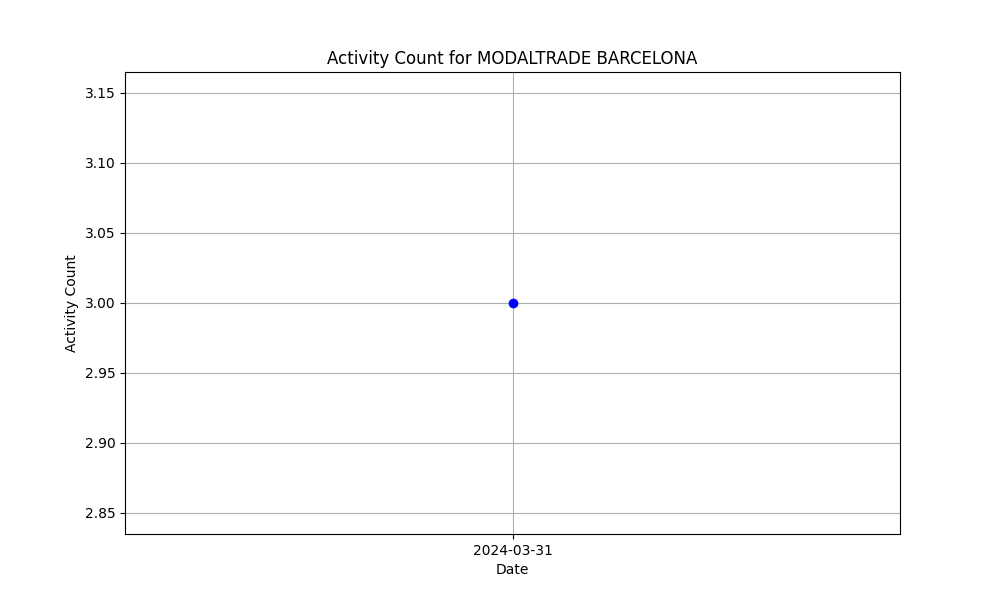 Activity Count for MODALTRADE BARCELONA
3.15
3.10
3.05
3.00
2.95
2.90
2.85
Activity Count
2024-03-31
Date